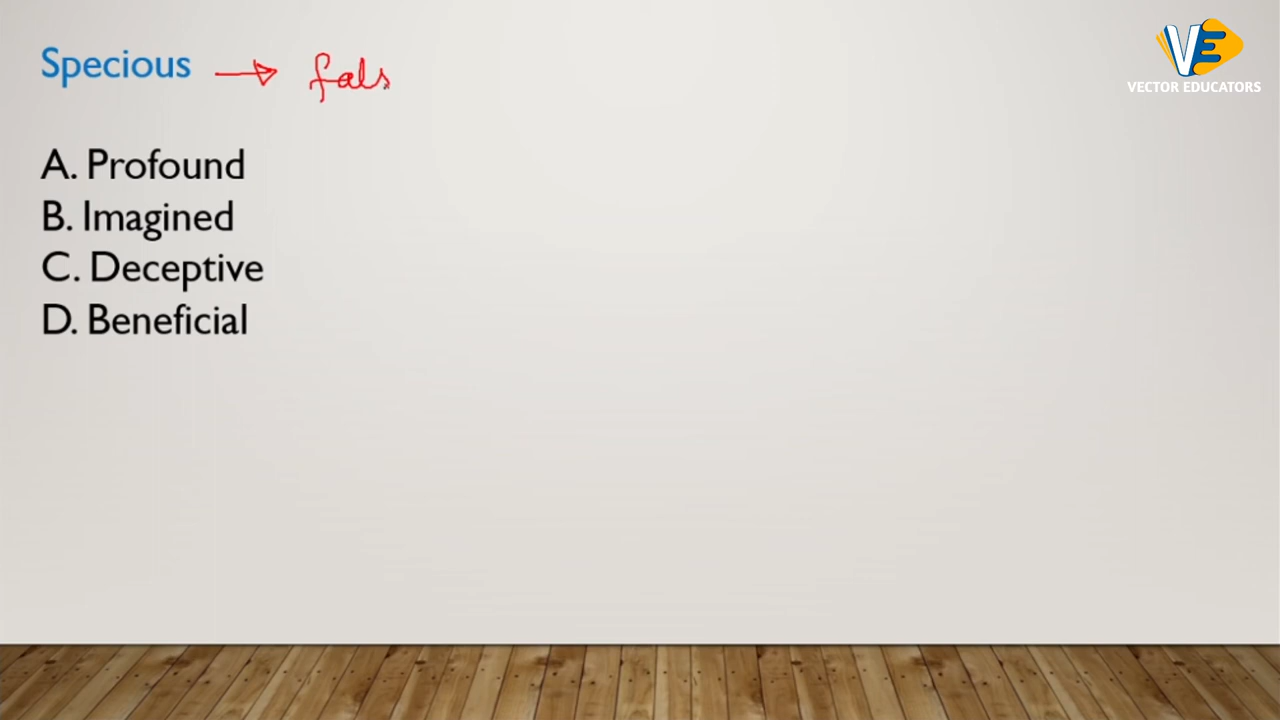 Specious → fals
VECTOR EDUCATORS
A. Profound
B. Imagined
C. Deceptive
D. Beneficial